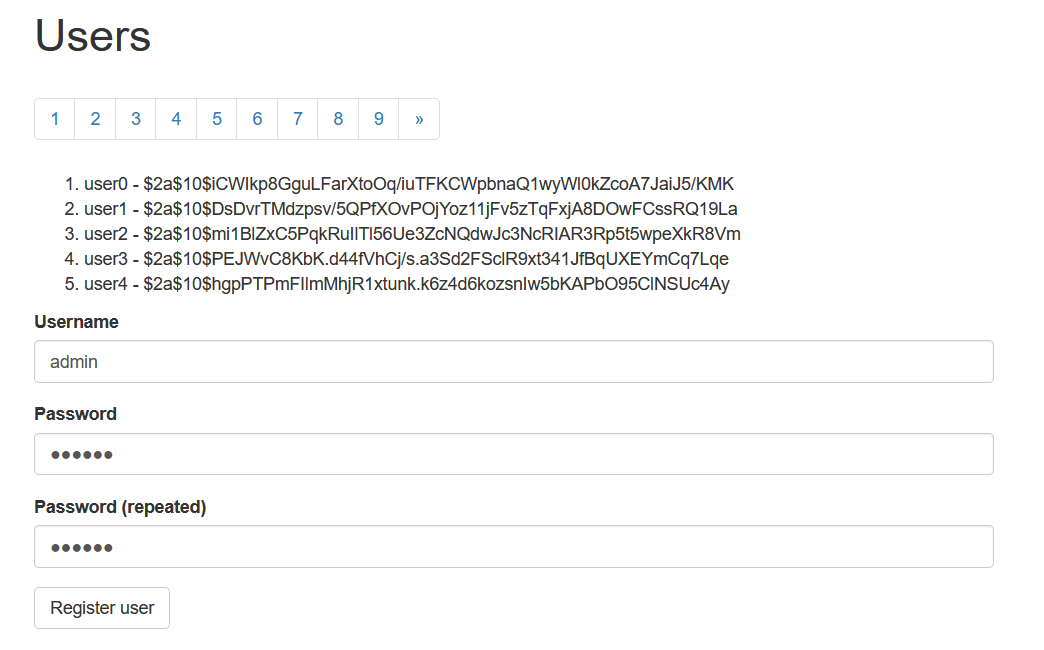 Users
1 2 3 4 5 6 7 8 9 »
1. user0 - $2a$10$iCWlkp8GguLFarXtoOq/iuTFKCWpbnaQ1wyWl0kZcoA7JaiJ5/KMK
2. user1 - $2a$10$DsDvrTMdzpsv/5QPfXOvPOjYoz11jFv5zTqFxjA8DOwFCssRQ19La
3. user2 - $2a$10$mi1BlZxC5PqkRuIITl56Ue3ZcNQdwJc3NcRIAR3Rp5t5wpeXkR8Vm
4. user3 - $2a$10$PEJWvC8KbK.d44fVhCj/s.a3Sd2FSclR9xt341JfBqUXEYmCq7Lqe
5. user4 - $2a$10$hgpPTPmFIlmMhjR1xtunk.k6z4d6kozsnIw5bKAPbO95ClNSUc4Ay
Username
admin
Password
••••••
Password (repeated)
••••••
Register user